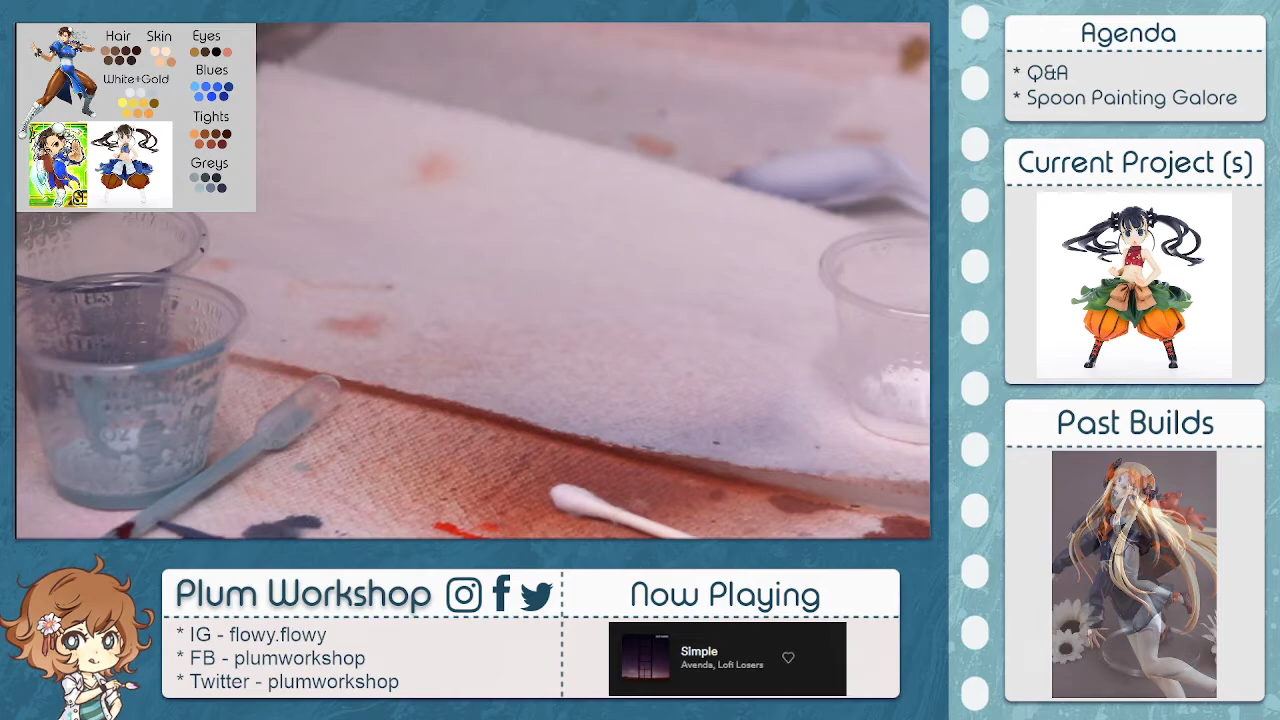 Hair
Skin
Eyes
White+Gold
Blues
Tights
Greys
Agenda
* Q&A
* Spoon Painting Galore
Current Project (s)
Past Builds
Plum Workshop
* IG - flowy.flowy
* FB - plumworkshop
* Twitter - plumworkshop
Now Playing
Simple
Avenda, Lofi Losers